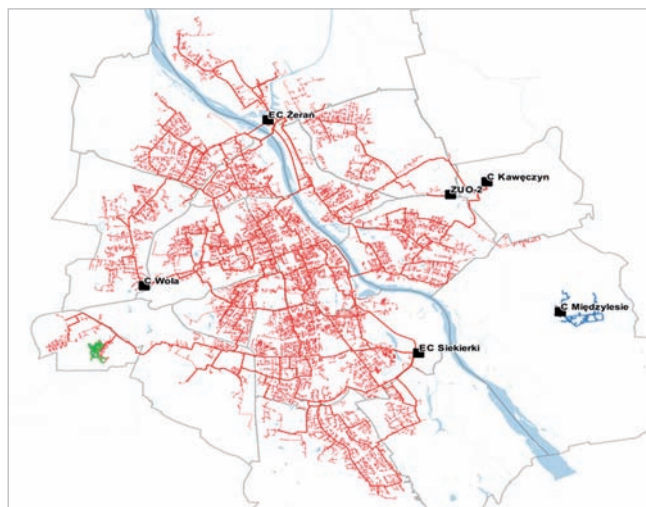 EC Żerań
C Kawęczyn
ZUO-2
C Wola
C Międzylesie
EC Siekierki